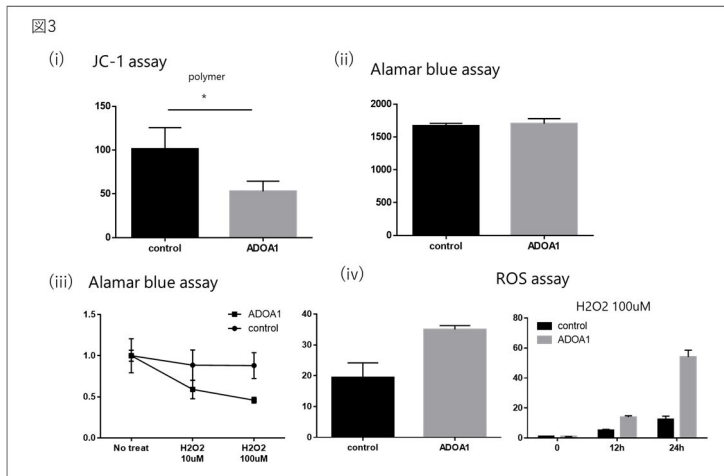 図3
(i) JC-1 assay
polymer
*
150
100
50
0
control ADOA1
(ii) Alamar blue assay
2000
1500
1000
500
0
control ADOA1
(iii) Alamar blue assay
ADOA1
control
1.5
1.0
0.5
0.0
No treat H2O2 H2O2
10uM 100uM
(iv) ROS assay
40
30
20
10
0
control ADOA1
H2O2 100uM
control
ADOA1
80
60
40
20
0
0 12h 24h